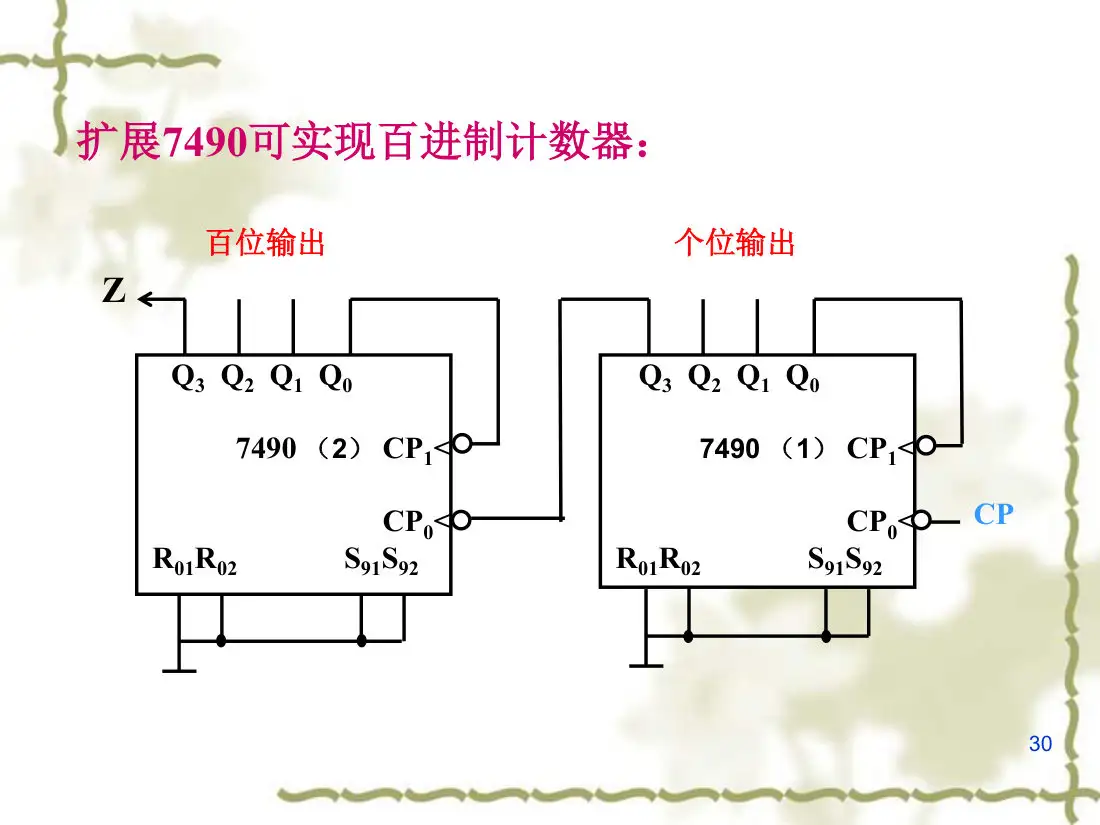 扩展7490可实现百进制计数器：
百位输出 个位输出
Z
Q3 Q2 Q1 Q0 Q3 Q2 Q1 Q0
7490（2） CP1 7490（1） CP1
CP0 CP0 CP
R01R02 S91S92 R01R02 S91S92
30